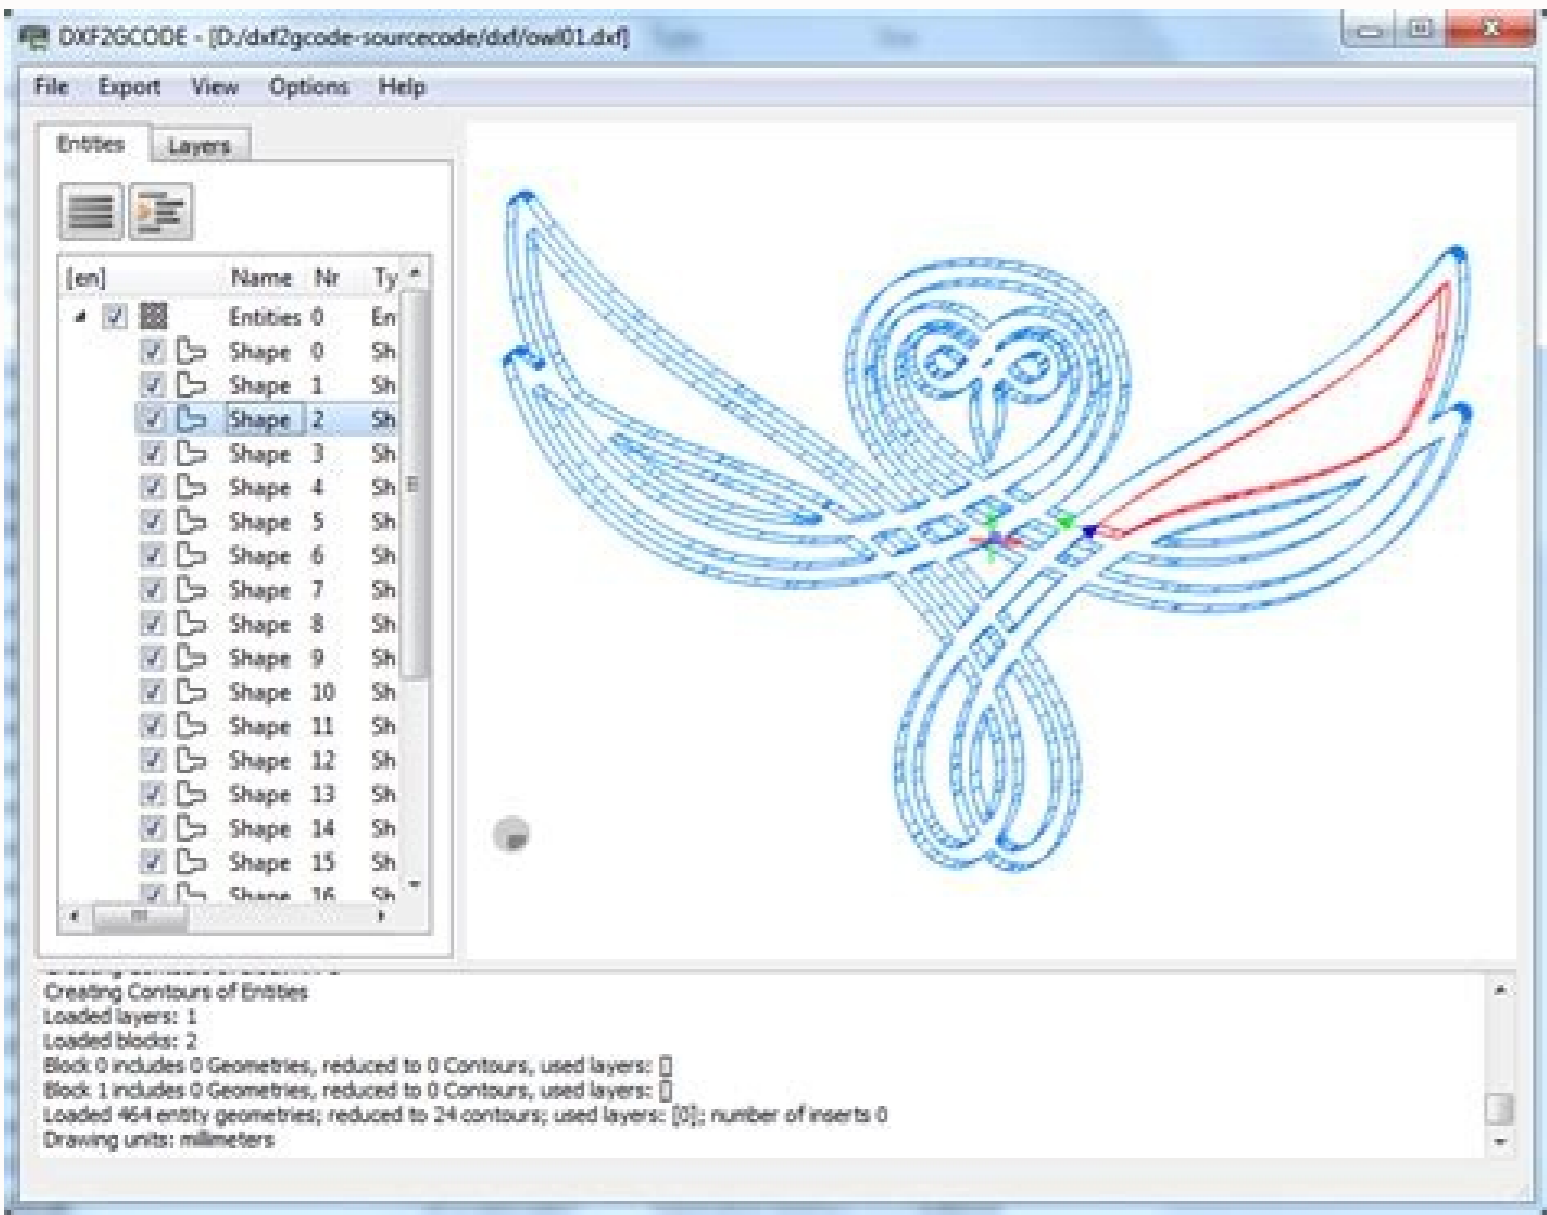 DXF2GCODE - [D:/dxf2gcode-sourcecode/dxf/owl01.dxf]
File Export View Options Help
Entities Layers
[en] Name Nr Ty
Entities 0 En
Shape 0 Sh
Shape 1 Sh
Shape 2 Sh
Shape 3 Sh
Shape 4 Sh
Shape 5 Sh
Shape 6 Sh
Shape 7 Sh
Shape 8 Sh
Shape 9 Sh
Shape 10 Sh
Shape 11 Sh
Shape 12 Sh
Shape 13 Sh
Shape 14 Sh
Shape 15 Sh
Shape 16 Sh
Creating Contours of Entities
Loaded layers: 1
Loaded blocks: 2
Block 0 includes 0 Geometries, reduced to 0 Contours, used layers: []
Block 1 includes 0 Geometries, reduced to 0 Contours, used layers: []
Loaded 464 entity geometries; reduced to 24 contours; used layers: [0]; number of inserts 0
Drawing units: millimeters